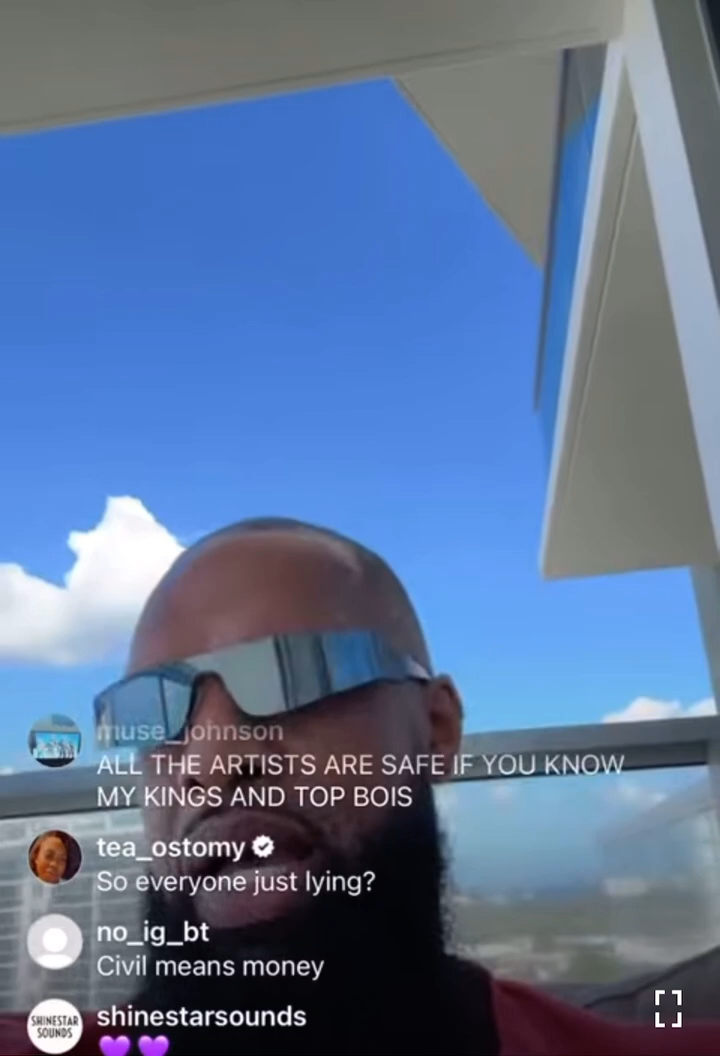 muse_johnson
ALL THE ARTISTS ARE SAFE IF YOU KNOW
MY KINGS AND TOP BOIS
tea_ostomy
So everyone just lying?
no_ig_bt
Civil means money
SHINESTAR
SOUNDS
shinestarsounds
💜💜